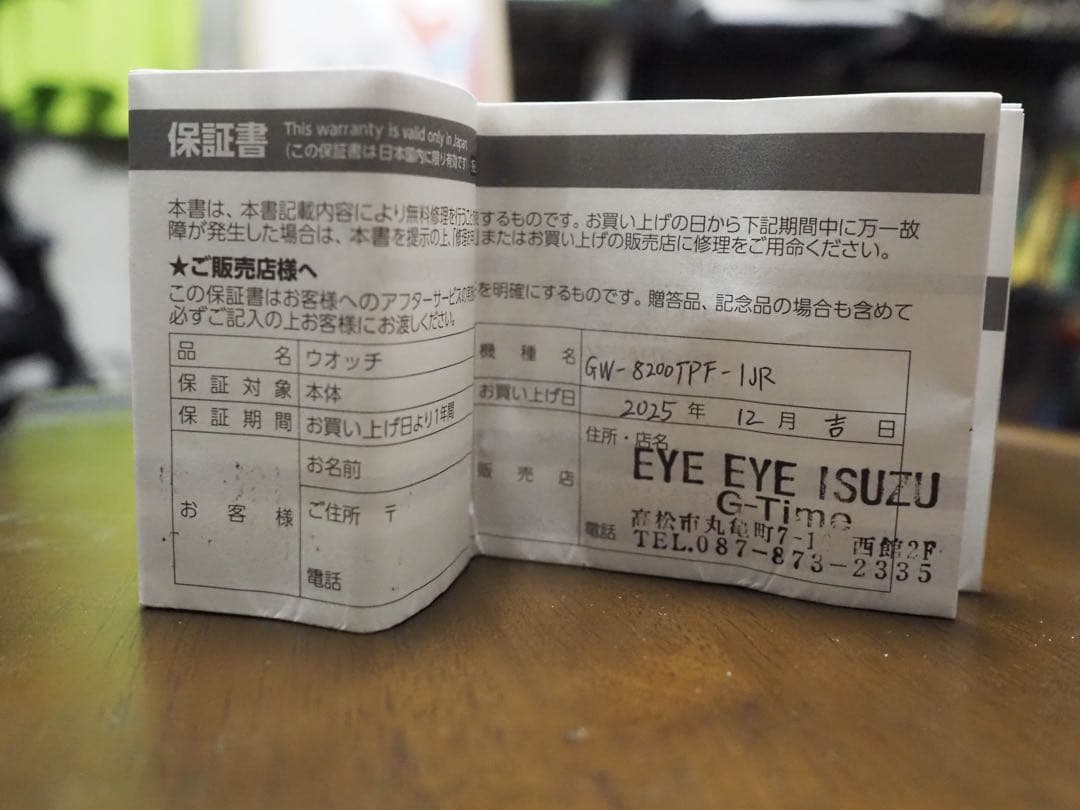 保証書 This warranty is valid only in Japan
(この保証書は日本国内に限り有効です)
本書は、本書記載内容により無料修理を行うことを約束するものです。お買い上げの日から下記期間中に万一故
障が発生した場合は、本書を提示の上、「修理の窓口」またはお買い上げの販売店に修理をご用命ください。
★ご販売店様へ
この保証書はお客様へのアフターサービスの実施を明確にするものです。贈答品、記念品の場合も含めて
必ずご記入の上お客様にお渡しください。
品名 ウオッチ 機種名 GW-8200TPF-1JR
保証対象 本体
保証期間 お買い上げ日より1年間 お買い上げ日 2025年 12月 吉日
お客様 お名前
ご住所 〒
電話
販売店 住所・店名
EYE EYE ISUZU
G-Time
高松市丸亀町7-1 西館2F
電話 TEL.087-873-2335